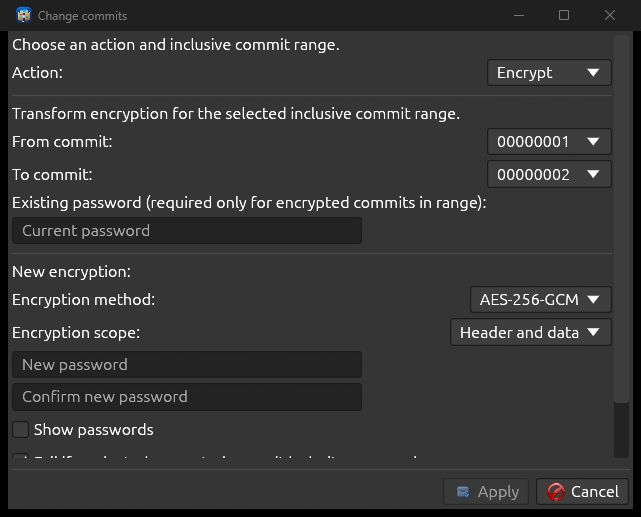 Change commits
Choose an action and inclusive commit range.
Action: Encrypt
Transform encryption for the selected inclusive commit range.
From commit: 00000001
To commit: 00000002
Existing password (required only for encrypted commits in range):
Current password
New encryption:
Encryption method: AES-256-GCM
Encryption scope: Header and data
New password
Confirm new password
Show passwords
Apply Cancel